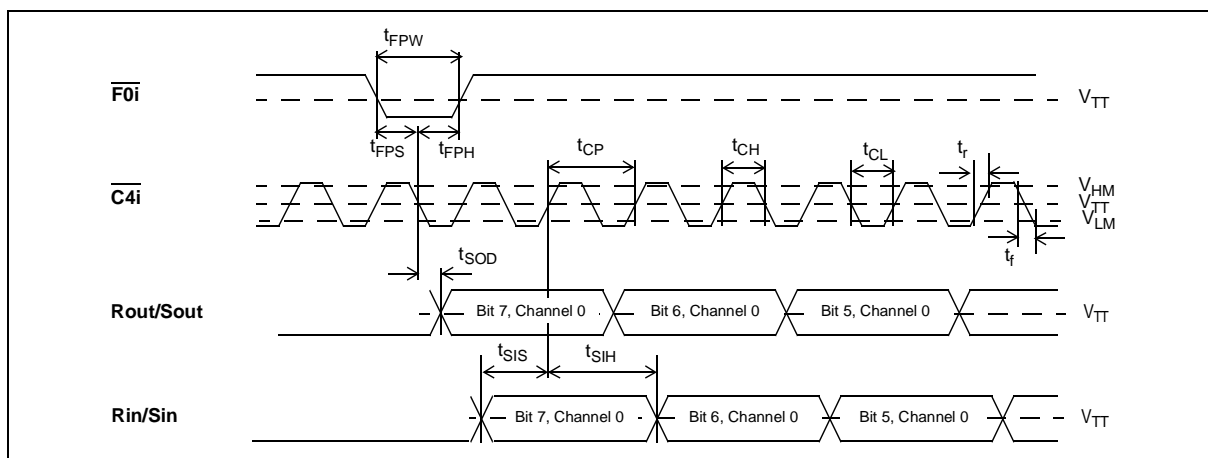 tFPW
F0i
VTT
tFPS
tFPH
tCP
tCH
tCL
tr
C4i
VHM
VTT
VLM
tf
tSOD
Rout/Sout
Bit 7, Channel 0
Bit 6, Channel 0
Bit 5, Channel 0
VTT
tSIS
tSIH
Rin/Sin
Bit 7, Channel 0
Bit 6, Channel 0
Bit 5, Channel 0
VTT